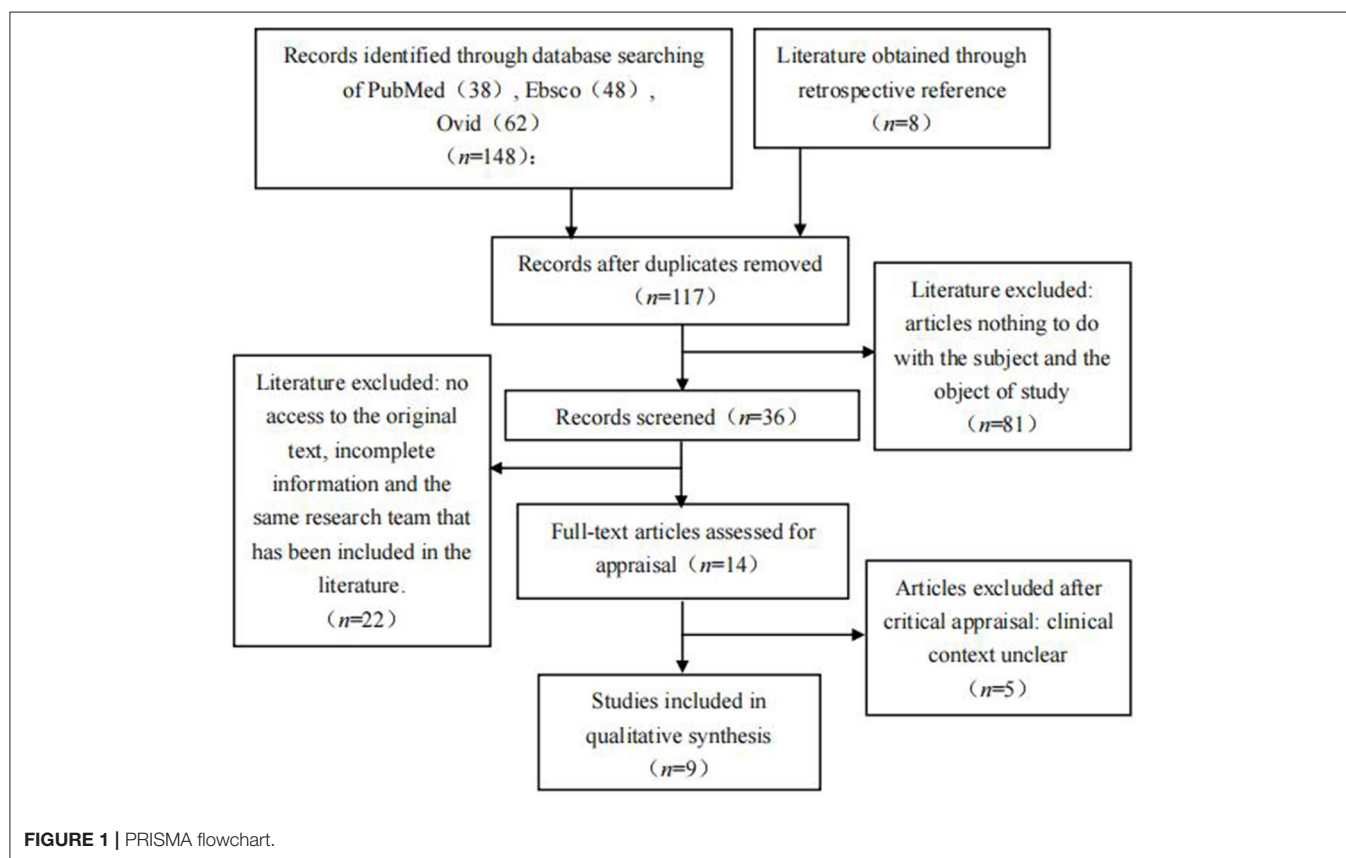 Records identified through database searching
of PubMed（38）, Ebsco（48）,
Ovid（62）
（n=148）:
Literature obtained through
retrospective reference
（n=8）
Records after duplicates removed
（n=117）
Literature excluded:
articles nothing to do
with the subject and the
object of study
（n=81）
Records screened（n=36）
Literature excluded: no
access to the original
text, incomplete
information and the
same research team that
has been included in the
literature.
（n=22）
Full-text articles assessed for
appraisal（n=14）
Articles excluded after
critical appraisal: clinical
context unclear
（n=5）
Studies included in
qualitative synthesis
（n=9）
FIGURE 1 | PRISMA flowchart.